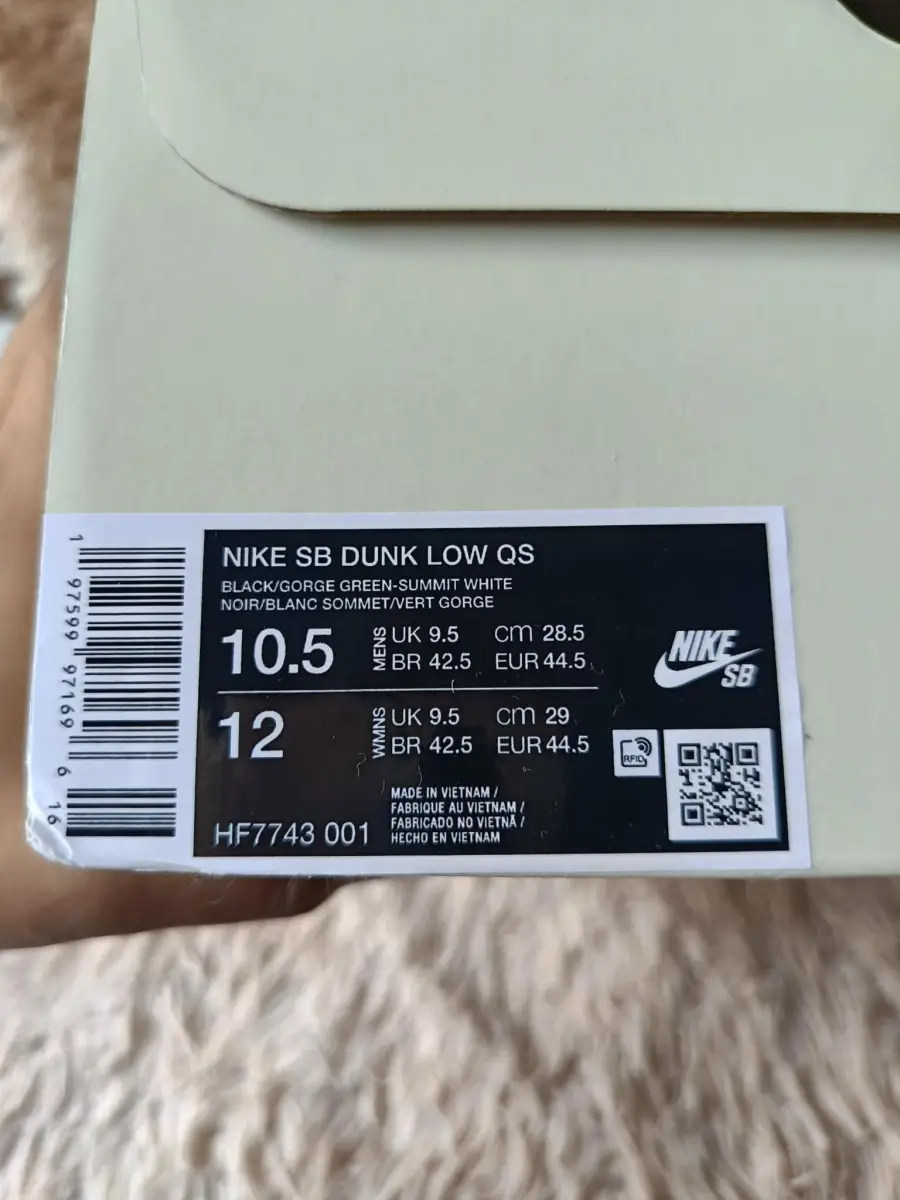 NIKE SB DUNK LOW QS
BLACK/GORGE GREEN-SUMMIT WHITE
NOIR/BLANC SOMMET/VERT GORGE
10.5 MENS UK 9.5 cm 28.5
BR 42.5 EUR 44.5
12 WMNS UK 9.5 cm 29
BR 42.5 EUR 44.5
NIKE
SB
RFID
MADE IN VIETNAM /
FABRIQUE AU VIETNAM /
FABRICADO NO VIETNÃ /
HECHO EN VIETNAM
HF7743 001
1 97599 97169 6 16